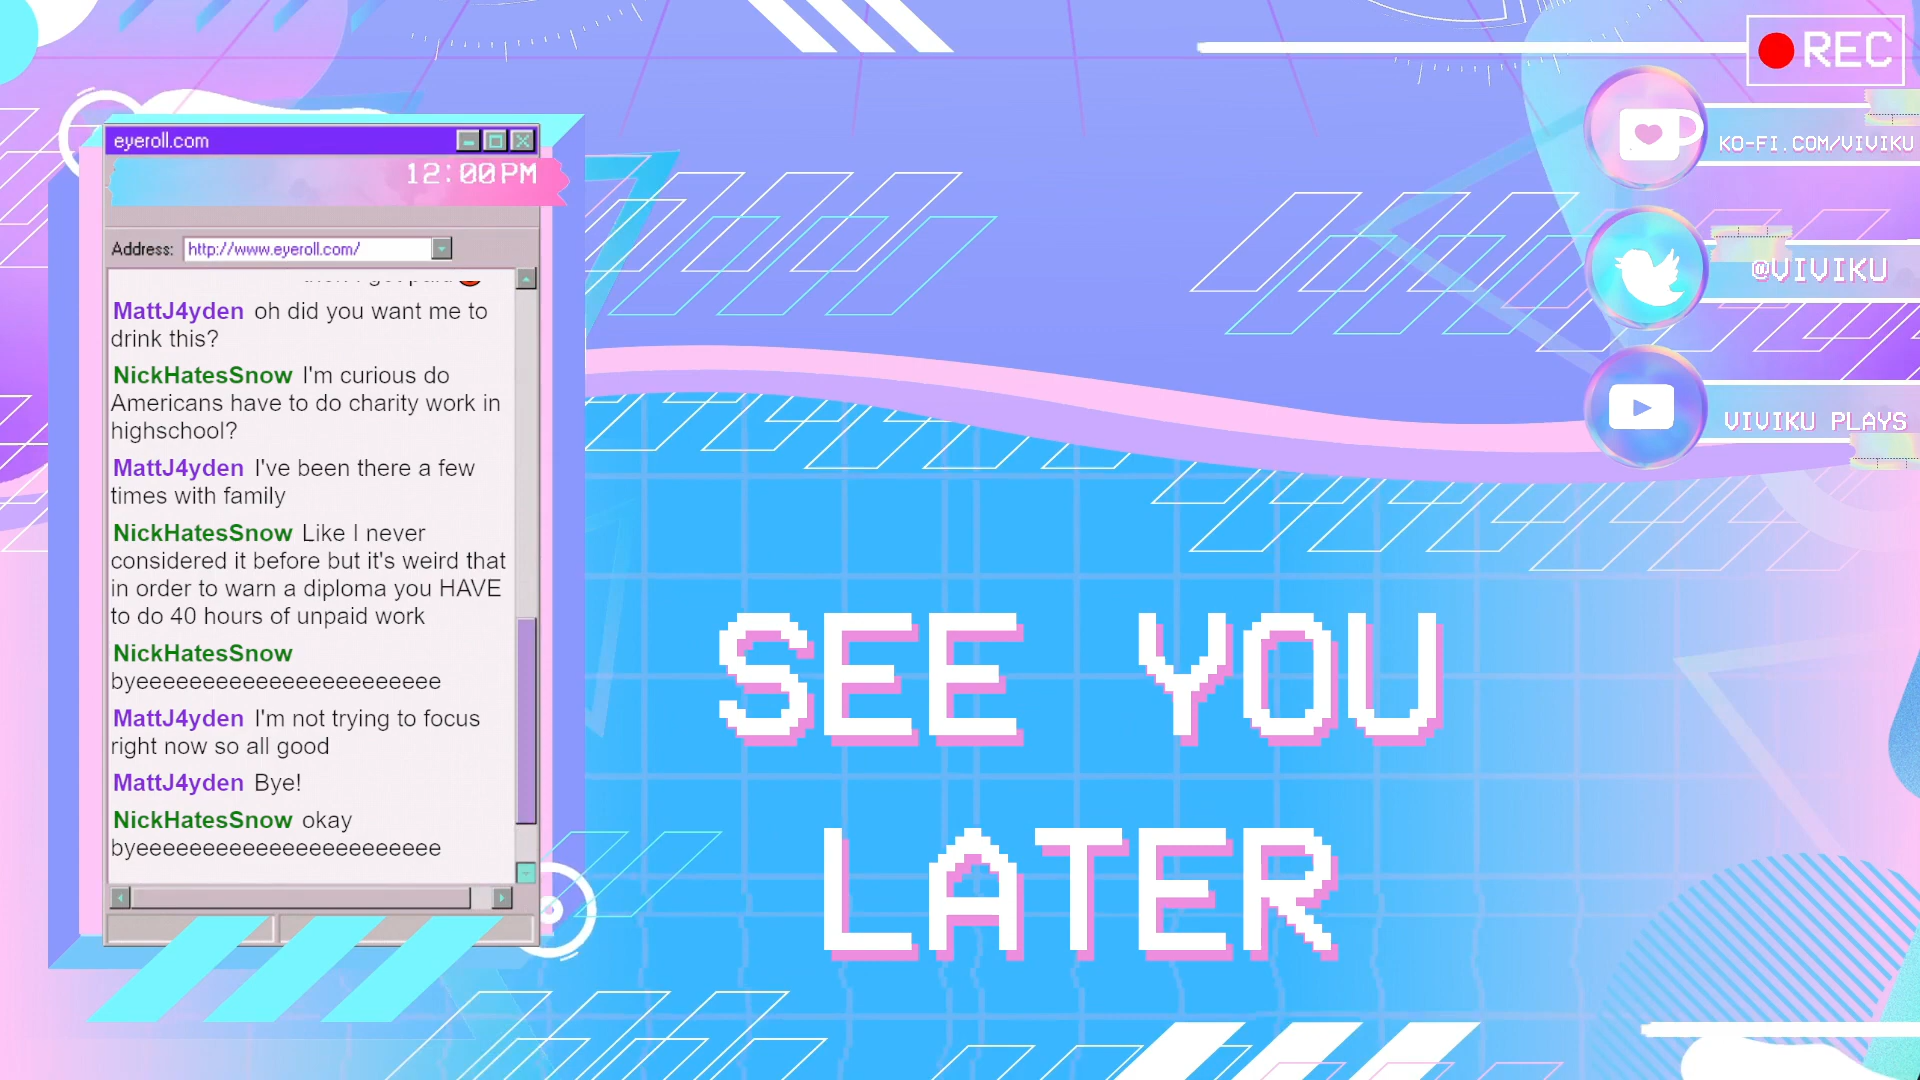 REC
eyeroll.com
12:00PM
KO-FI.COM/VIVIKU
Address: http://www.eyeroll.com/
@VIVIKU
VIVIKU PLAYS
MattJ4yden oh did you want me to
drink this?
NickHatesSnow I'm curious do
Americans have to do charity work in
highschool?
MattJ4yden I've been there a few
times with family
NickHatesSnow Like I never
considered it before but it's weird that
in order to warn a diploma you HAVE
to do 40 hours of unpaid work
NickHatesSnow
byeeeeeeeeeeeeeeeeeeeeeee
MattJ4yden I'm not trying to focus
right now so all good
MattJ4yden Bye!
NickHatesSnow okay
byeeeeeeeeeeeeeeeeeeeeeee
SEE YOU
LATER